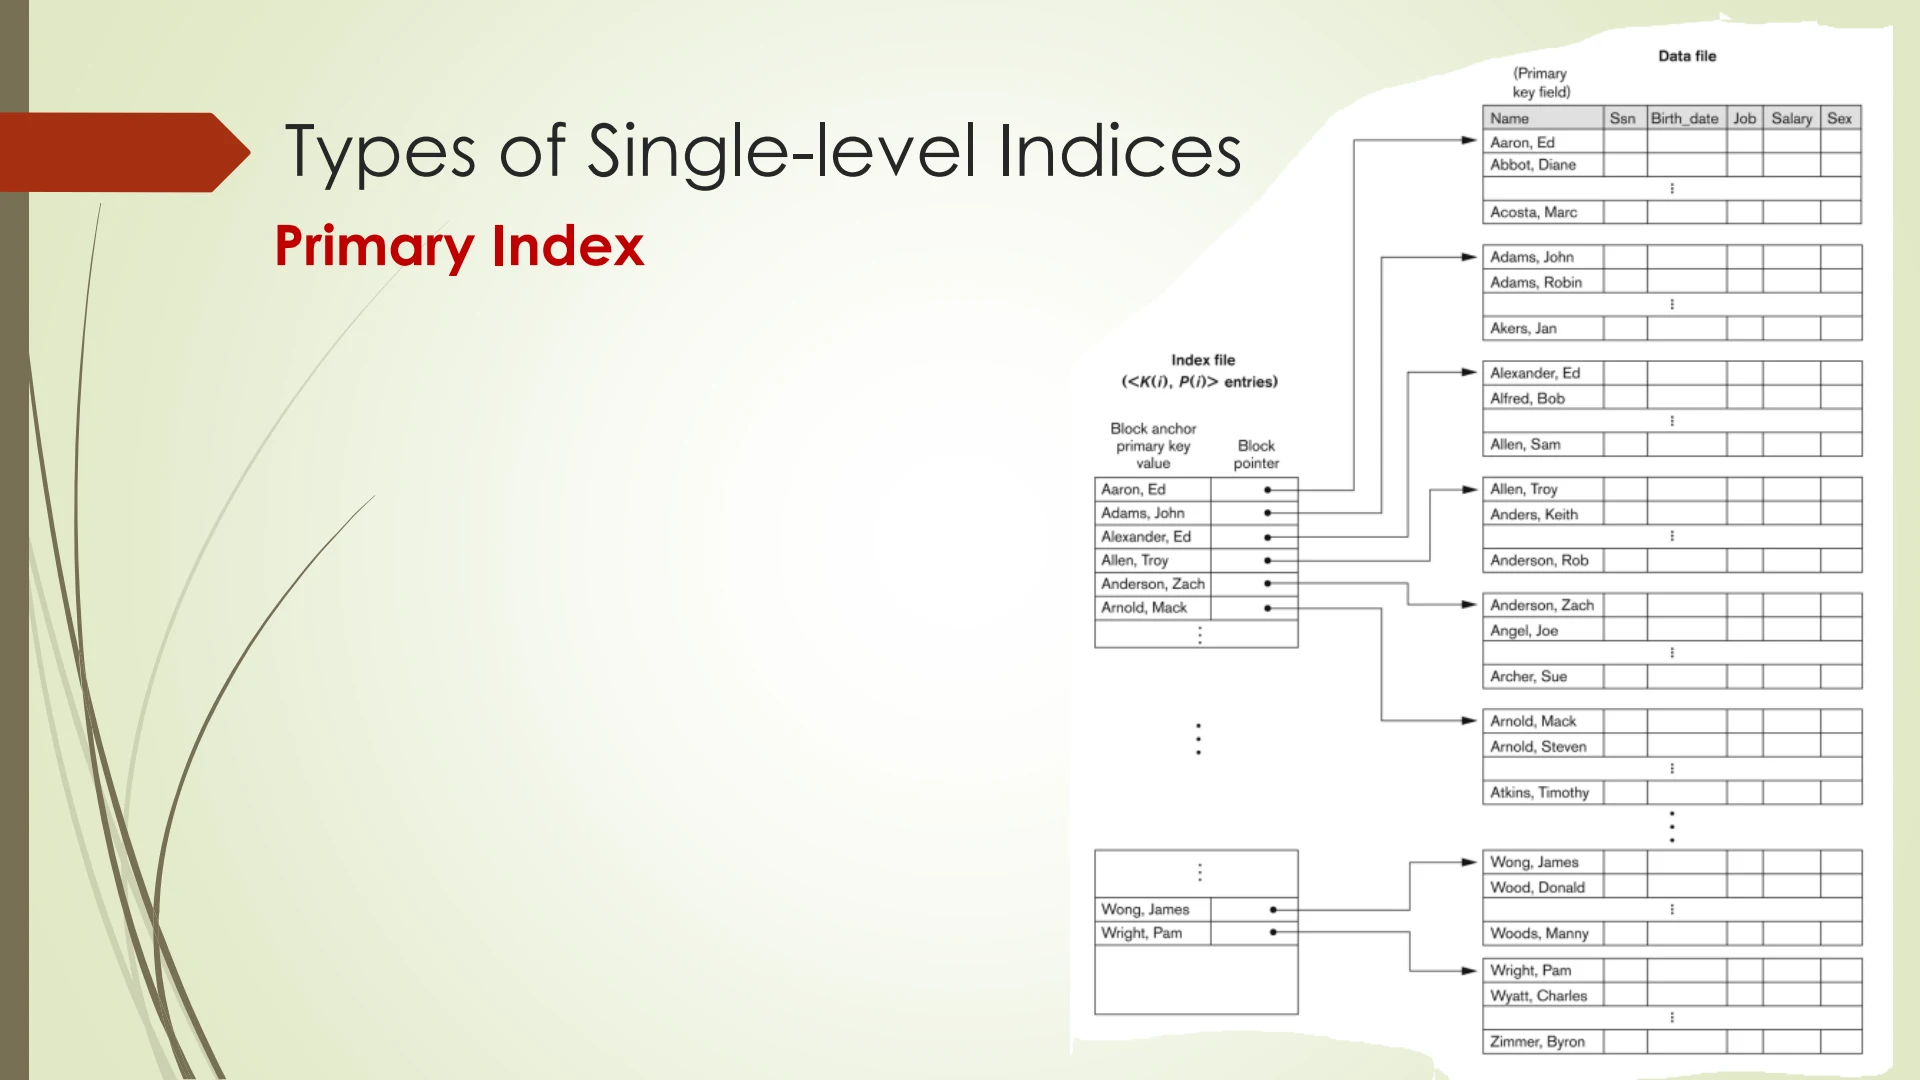 Types of Single-level Indices
Primary Index
Data file
(Primary
key field)
Name Ssn Birth_date Job Salary Sex
Aaron, Ed
Abbot, Diane
⋮
Acosta, Marc
Adams, John
Adams, Robin
⋮
Akers, Jan
Alexander, Ed
Alfred, Bob
⋮
Allen, Sam
Allen, Troy
Anders, Keith
⋮
Anderson, Rob
Anderson, Zach
Angel, Joe
⋮
Archer, Sue
Arnold, Mack
Arnold, Steven
⋮
Atkins, Timothy
⋮
Wong, James
Wood, Donald
⋮
Woods, Manny
Wright, Pam
Wyatt, Charles
⋮
Zimmer, Byron
Index file
(<K(i), P(i)> entries)
Block anchor
primary key
value
Block
pointer
Aaron, Ed
Adams, John
Alexander, Ed
Allen, Troy
Anderson, Zach
Arnold, Mack
⋮
⋮
⋮
Wong, James
Wright, Pam